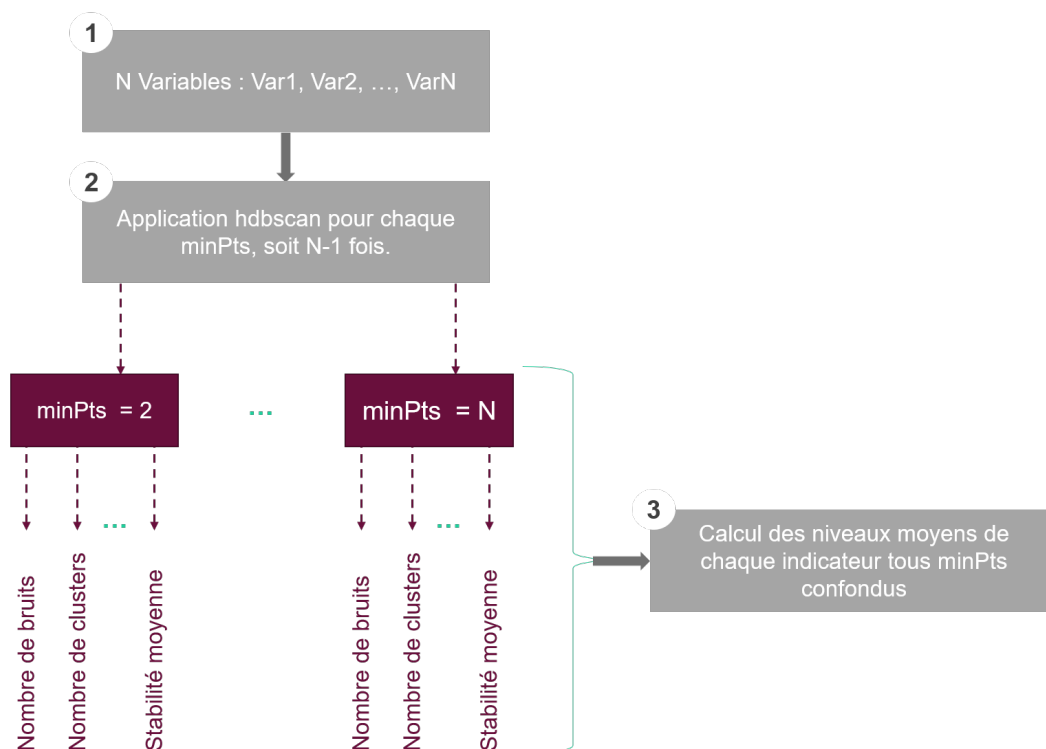 1
N Variables : Var1, Var2, …, VarN
2
Application hdbscan pour chaque
minPts, soit N-1 fois.
minPts = 2
...
minPts = N
...
...
Nombre de bruits
Nombre de clusters
Stabilité moyenne
Nombre de bruits
Nombre de clusters
Stabilité moyenne
3
Calcul des niveaux moyens de
chaque indicateur tous minPts
confondus